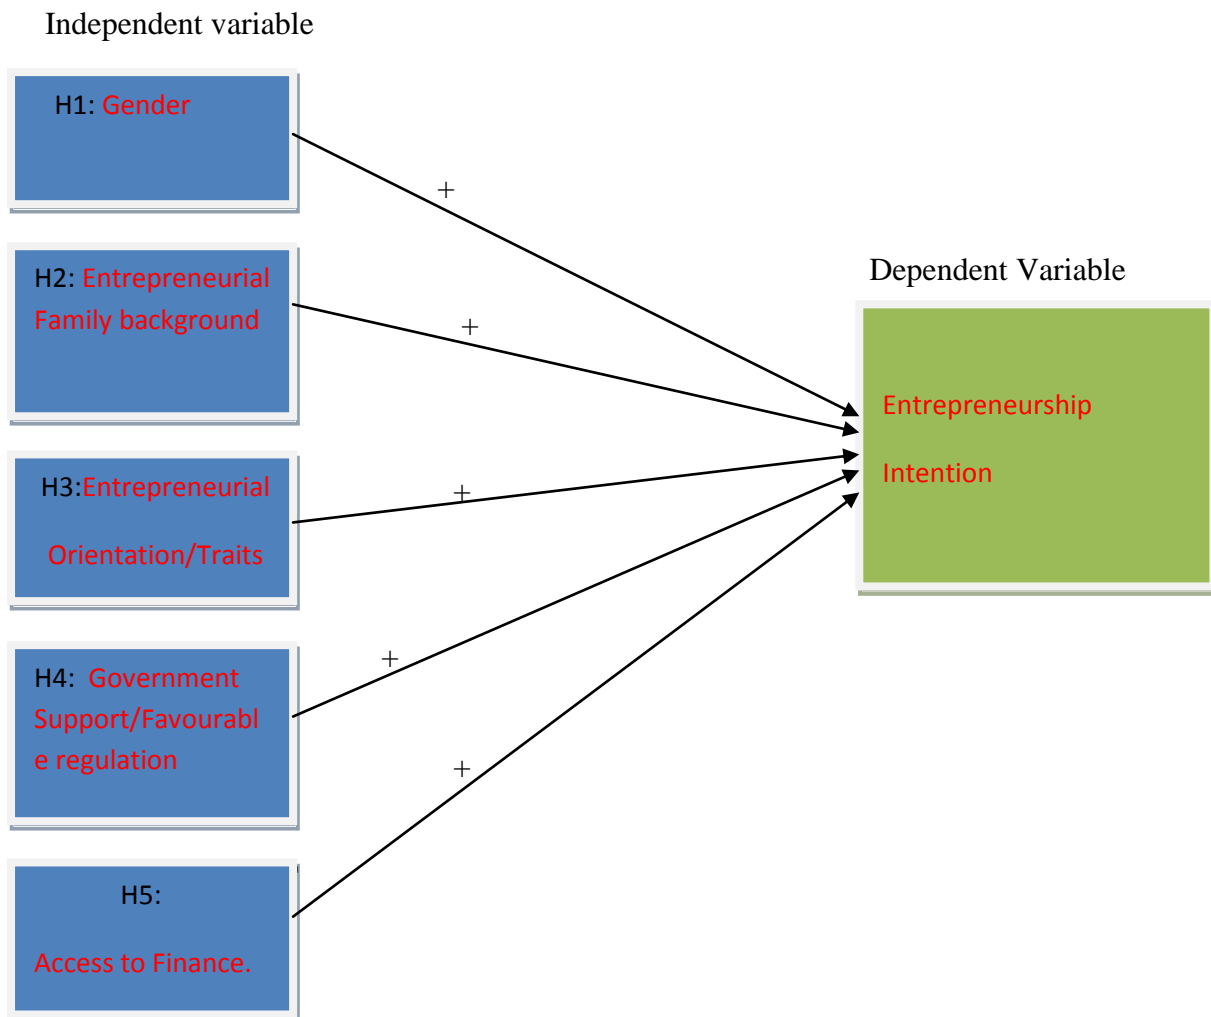 Independent variable
H1: Gender
+
H2: Entrepreneurial
Family background
+
Dependent Variable
Entrepreneurship
Intention
H3:Entrepreneurial
Orientation/Traits
+
H4: Government
Support/Favourabl
e regulation
+
+
H5:
Access to Finance.